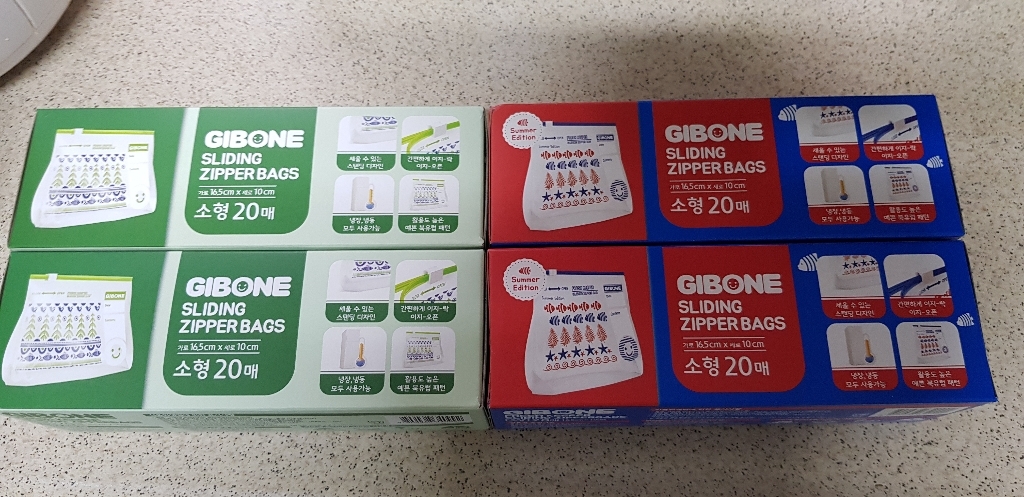 GIBONE
SLIDING
ZIPPER BAGS
가로 16.5cm x 세로 10cm
소형 20매
세울 수 있는
스탠딩 디자인
간편하게 이지-락
이지-오픈
냉장,냉동
모두 사용가능
활용도 높은
예쁜 북유럽 패턴
Summer
Edition
GIBONE
SLIDING
ZIPPER BAGS
가로 16.5cm x 세로 10cm
소형 20매
세울 수 있는
스탠딩 디자인
간편하게 이지-락
이지-오픈
냉장,냉동
모두 사용가능
활용도 높은
예쁜 북유럽 패턴
GIBONE
GIBONE
SLIDING
ZIPPER BAGS
가로 16.5cm x 세로 10cm
소형 20매
세울 수 있는
스탠딩 디자인
간편하게 이지-락
이지-오픈
냉장,냉동
모두 사용가능
활용도 높은
예쁜 북유럽 패턴
Summer
Edition
GIBONE
GIBONE
SLIDING
ZIPPER BAGS
가로 16.5cm x 세로 10cm
소형 20매
세울 수 있는
스탠딩 디자인
간편하게 이지-락
이지-오픈
냉장,냉동
모두 사용가능
활용도 높은
예쁜 북유럽 패턴
GIBONE
GIBONE